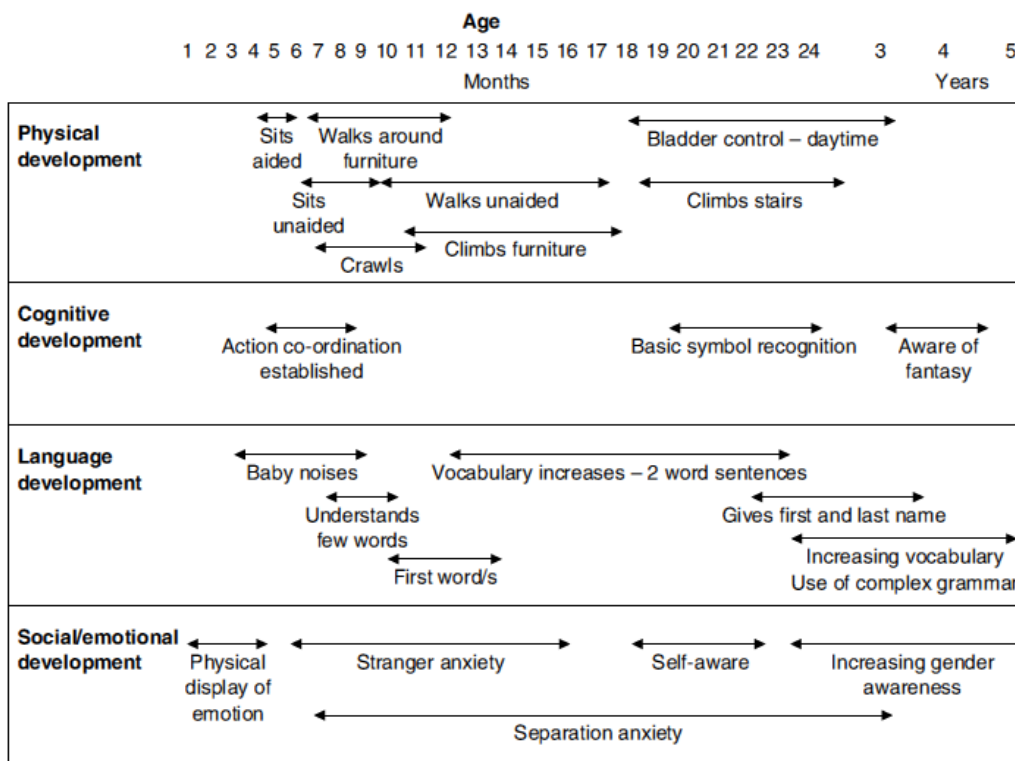 Age
1 2 3 4 5 6 7 8 9 10 11 12 13 14 15 16 17 18 19 20 21 22 23 24 3 4 5
Months Years
Physical
development
Sits
aided
Walks around
furniture
Bladder control – daytime
Sits
unaided
Walks unaided
Climbs stairs
Crawls
Climbs furniture
Cognitive
development
Action co-ordination
established
Basic symbol recognition
Aware of
fantasy
Language
development
Baby noises
Vocabulary increases – 2 word sentences
Understands
few words
Gives first and last name
First word/s
Increasing vocabulary
Use of complex grammar
Social/emotional
development
Physical
display of
emotion
Stranger anxiety
Self-aware
Increasing gender
awareness
Separation anxiety